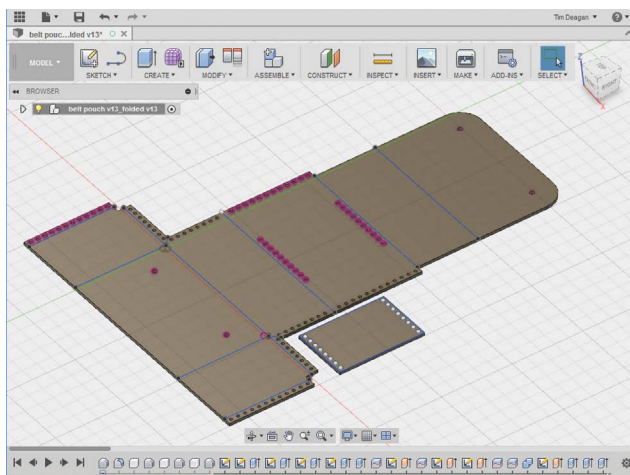 Tim Deagan
belt pouc...lded v13*
MODEL
SKETCH
CREATE
MODIFY
ASSEMBLE
CONSTRUCT
INSPECT
INSERT
MAKE
ADD-INS
SELECT
BROWSER
belt pouch v13_folded v13
Z
RIGHT
X